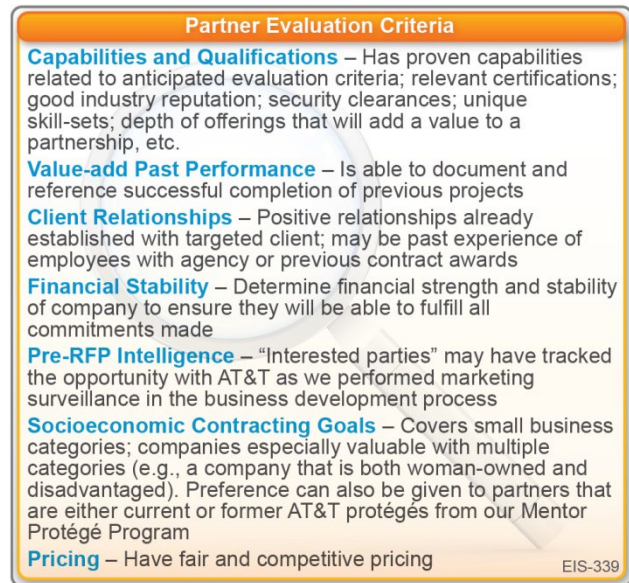 Partner Evaluation Criteria
Capabilities and Qualifications – Has proven capabilities
related to anticipated evaluation criteria; relevant certifications;
good industry reputation; security clearances; unique
skill-sets; depth of offerings that will add a value to a
partnership, etc.
Value-add Past Performance – Is able to document and
reference successful completion of previous projects
Client Relationships – Positive relationships already
established with targeted client; may be past experience of
employees with agency or previous contract awards
Financial Stability – Determine financial strength and stability
of company to ensure they will be able to fulfill all
commitments made
Pre-RFP Intelligence – “Interested parties” may have tracked
the opportunity with AT&T as we performed marketing
surveillance in the business development process
Socioeconomic Contracting Goals – Covers small business
categories; companies especially valuable with multiple
categories (e.g., a company that is both woman-owned and
disadvantaged). Preference can also be given to partners that
are either current or former AT&T protégés from our Mentor
Protégé Program
Pricing – Have fair and competitive pricing
EIS-339